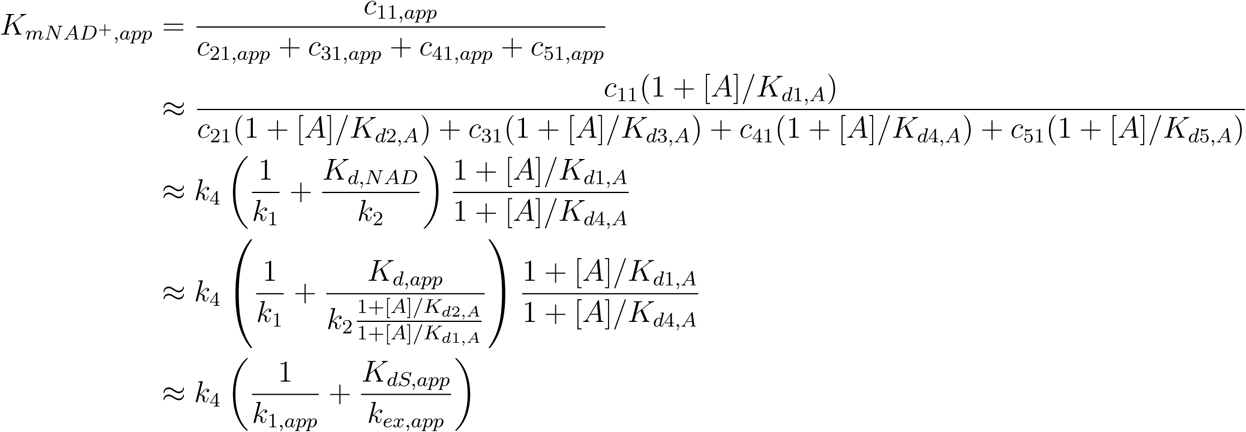 K_{mNAD^+,app} = \frac{c_{11,app}}{c_{21,app} + c_{31,app} + c_{41,app} + c_{51,app}}
\approx \frac{c_{11}(1 + [A]/K_{d1,A})}{c_{21}(1 + [A]/K_{d2,A}) + c_{31}(1 + [A]/K_{d3,A}) + c_{41}(1 + [A]/K_{d4,A}) + c_{51}(1 + [A]/K_{d5,A})}
\approx k_4 \left( \frac{1}{k_1} + \frac{K_{d,NAD}}{k_2} \right) \frac{1 + [A]/K_{d1,A}}{1 + [A]/K_{d4,A}}
\approx k_4 \left( \frac{1}{k_1} + \frac{K_{d,app}}{k_2 \frac{1+[A]/K_{d2,A}}{1+[A]/K_{d1,A}}} \right) \frac{1 + [A]/K_{d1,A}}{1 + [A]/K_{d4,A}}
\approx k_4 \left( \frac{1}{k_{1,app}} + \frac{K_{dS,app}}{k_{ex,app}} \right)